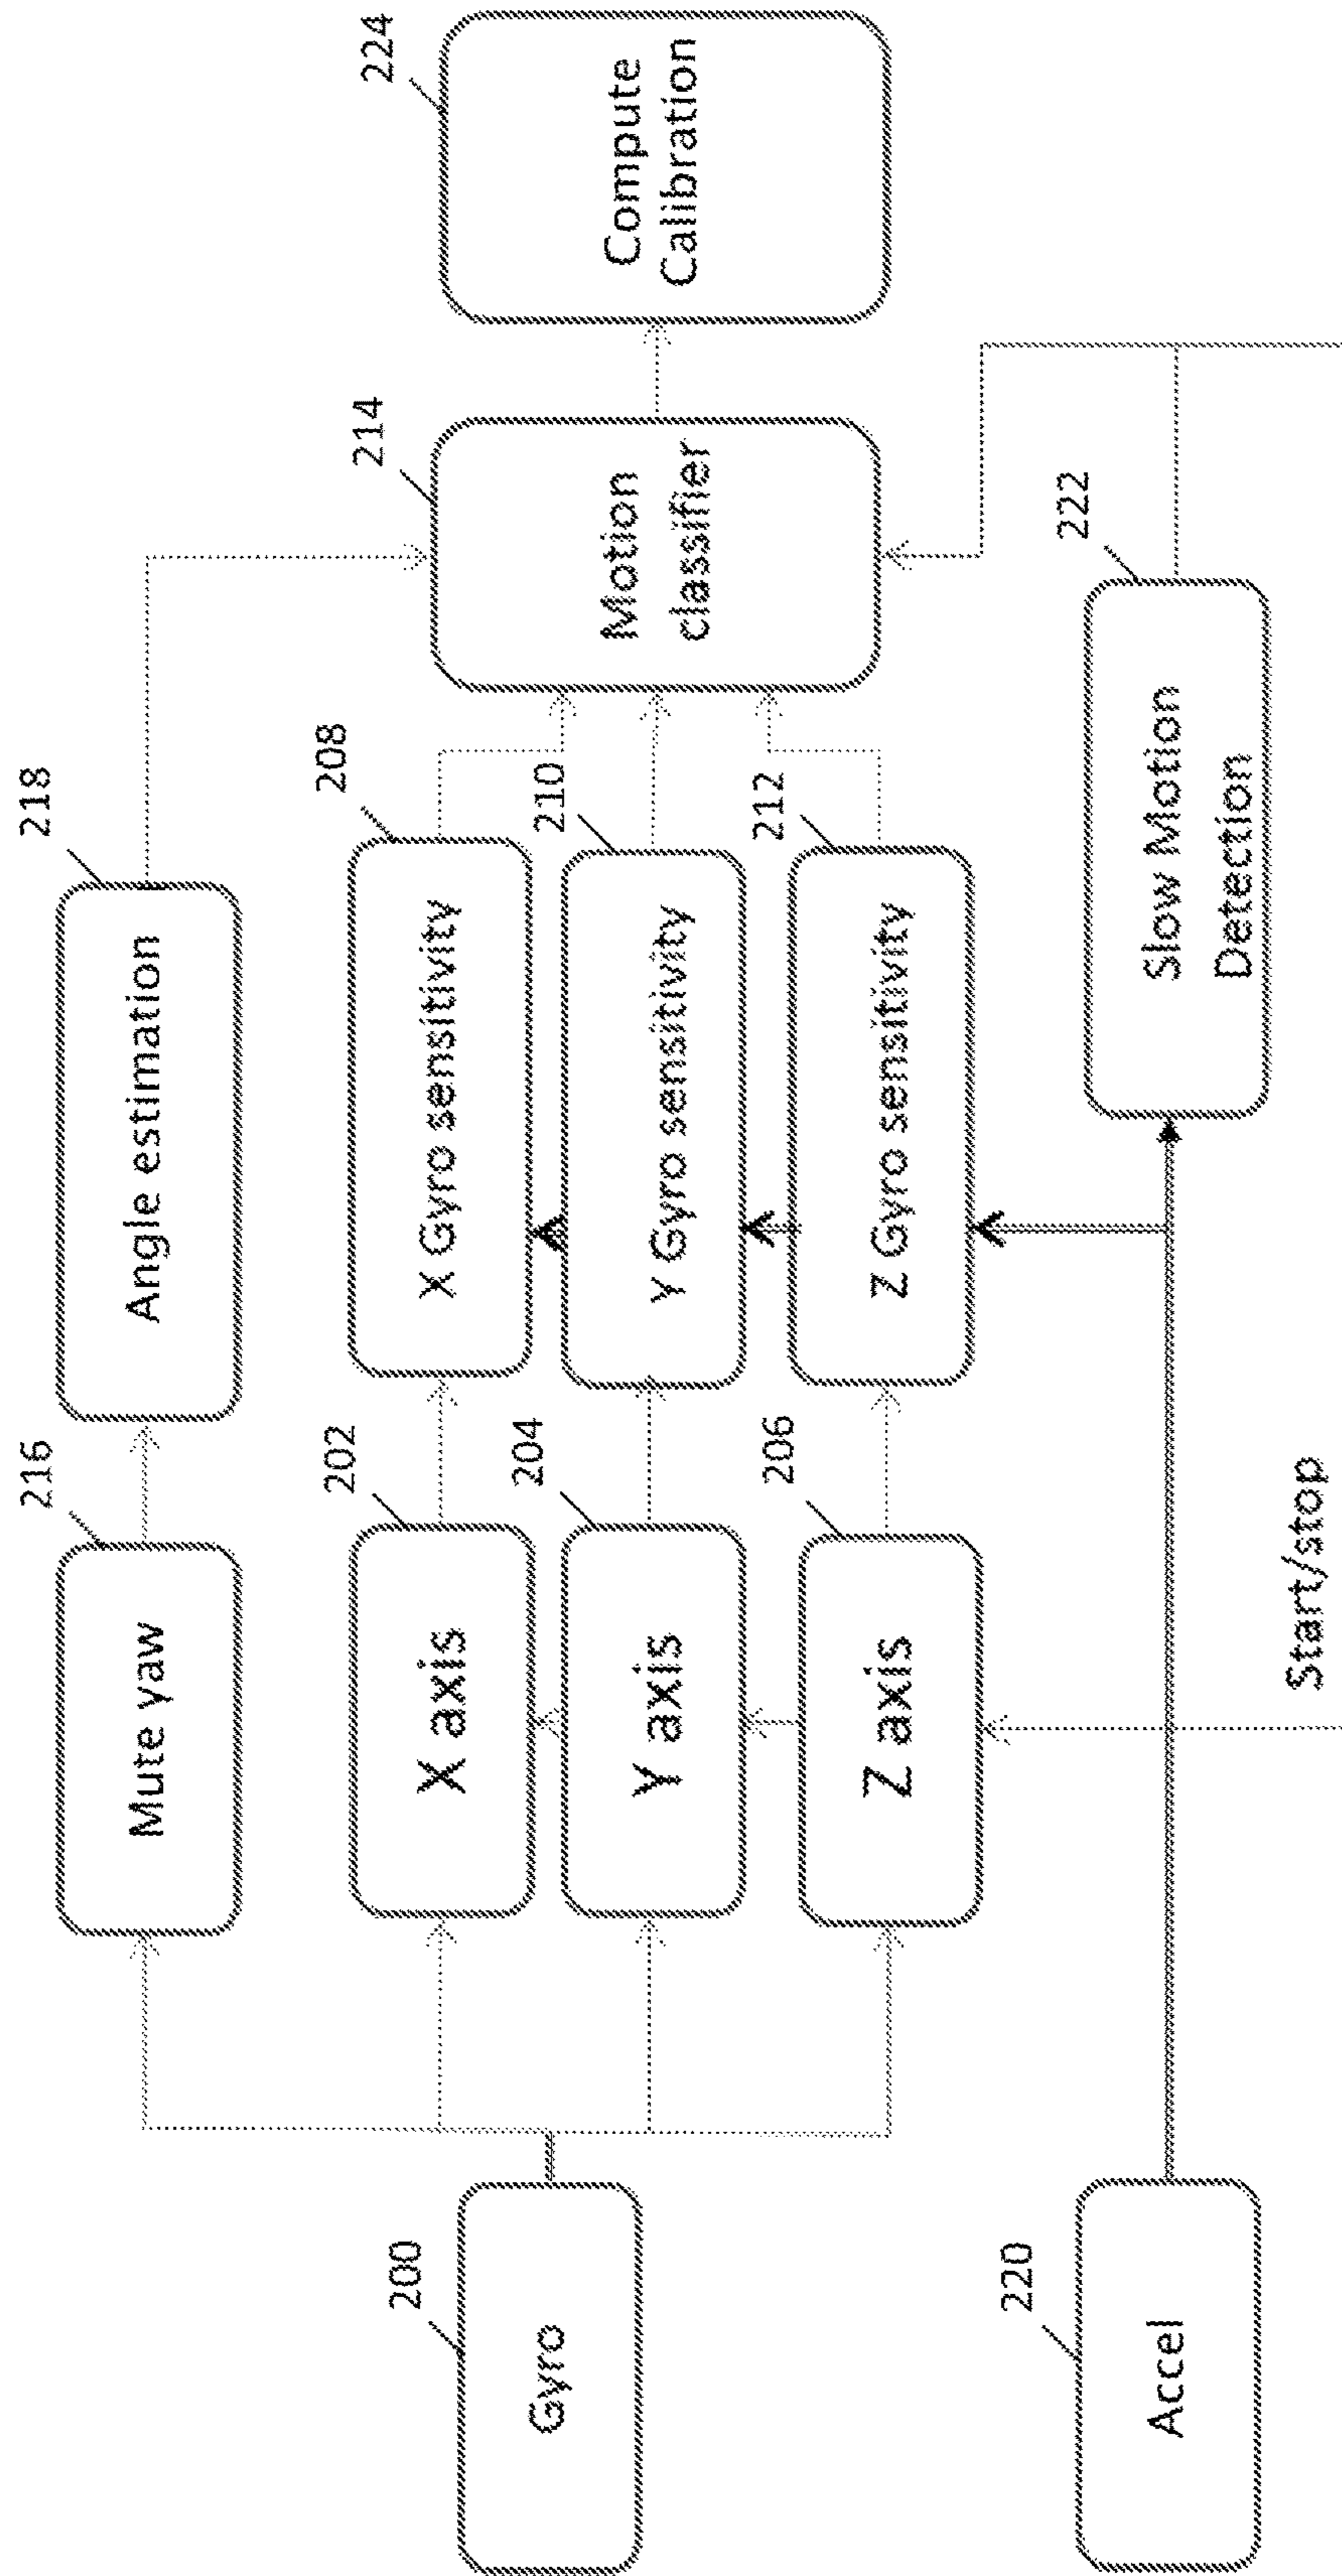 216
218
Mute yaw
Angle estimation
224
202
208
214
X axis
X Gyro sensitivity
200
204
210
Gyro
Y axis
Y Gyro sensitivity
Motion
classifier
Compute
Calibration
206
212
Z axis
Z Gyro sensitivity
220
222
Accel
Slow Motion
Detection
Start/stop